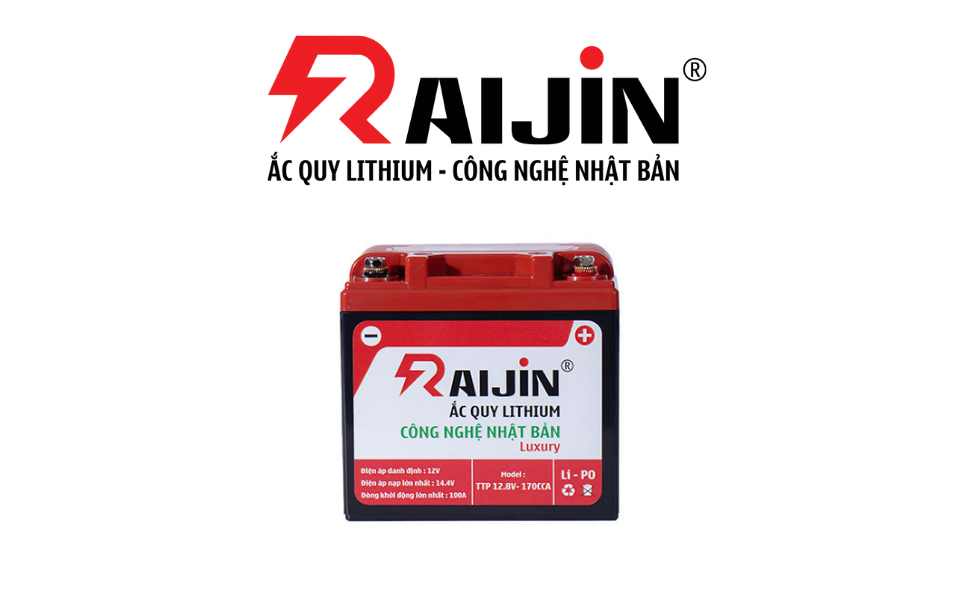 RAIJIN®
ẮC QUY LITHIUM - CÔNG NGHỆ NHẬT BẢN
RAIJIN®
ẮC QUY LITHIUM
CÔNG NGHỆ NHẬT BẢN
Luxury
Điện áp danh định : 12V
Điện áp nạp lớn nhất : 14.4V
Dòng khởi động lớn nhất : 100A
Model :
TTP 12.8V- 170CCA
Li - PO